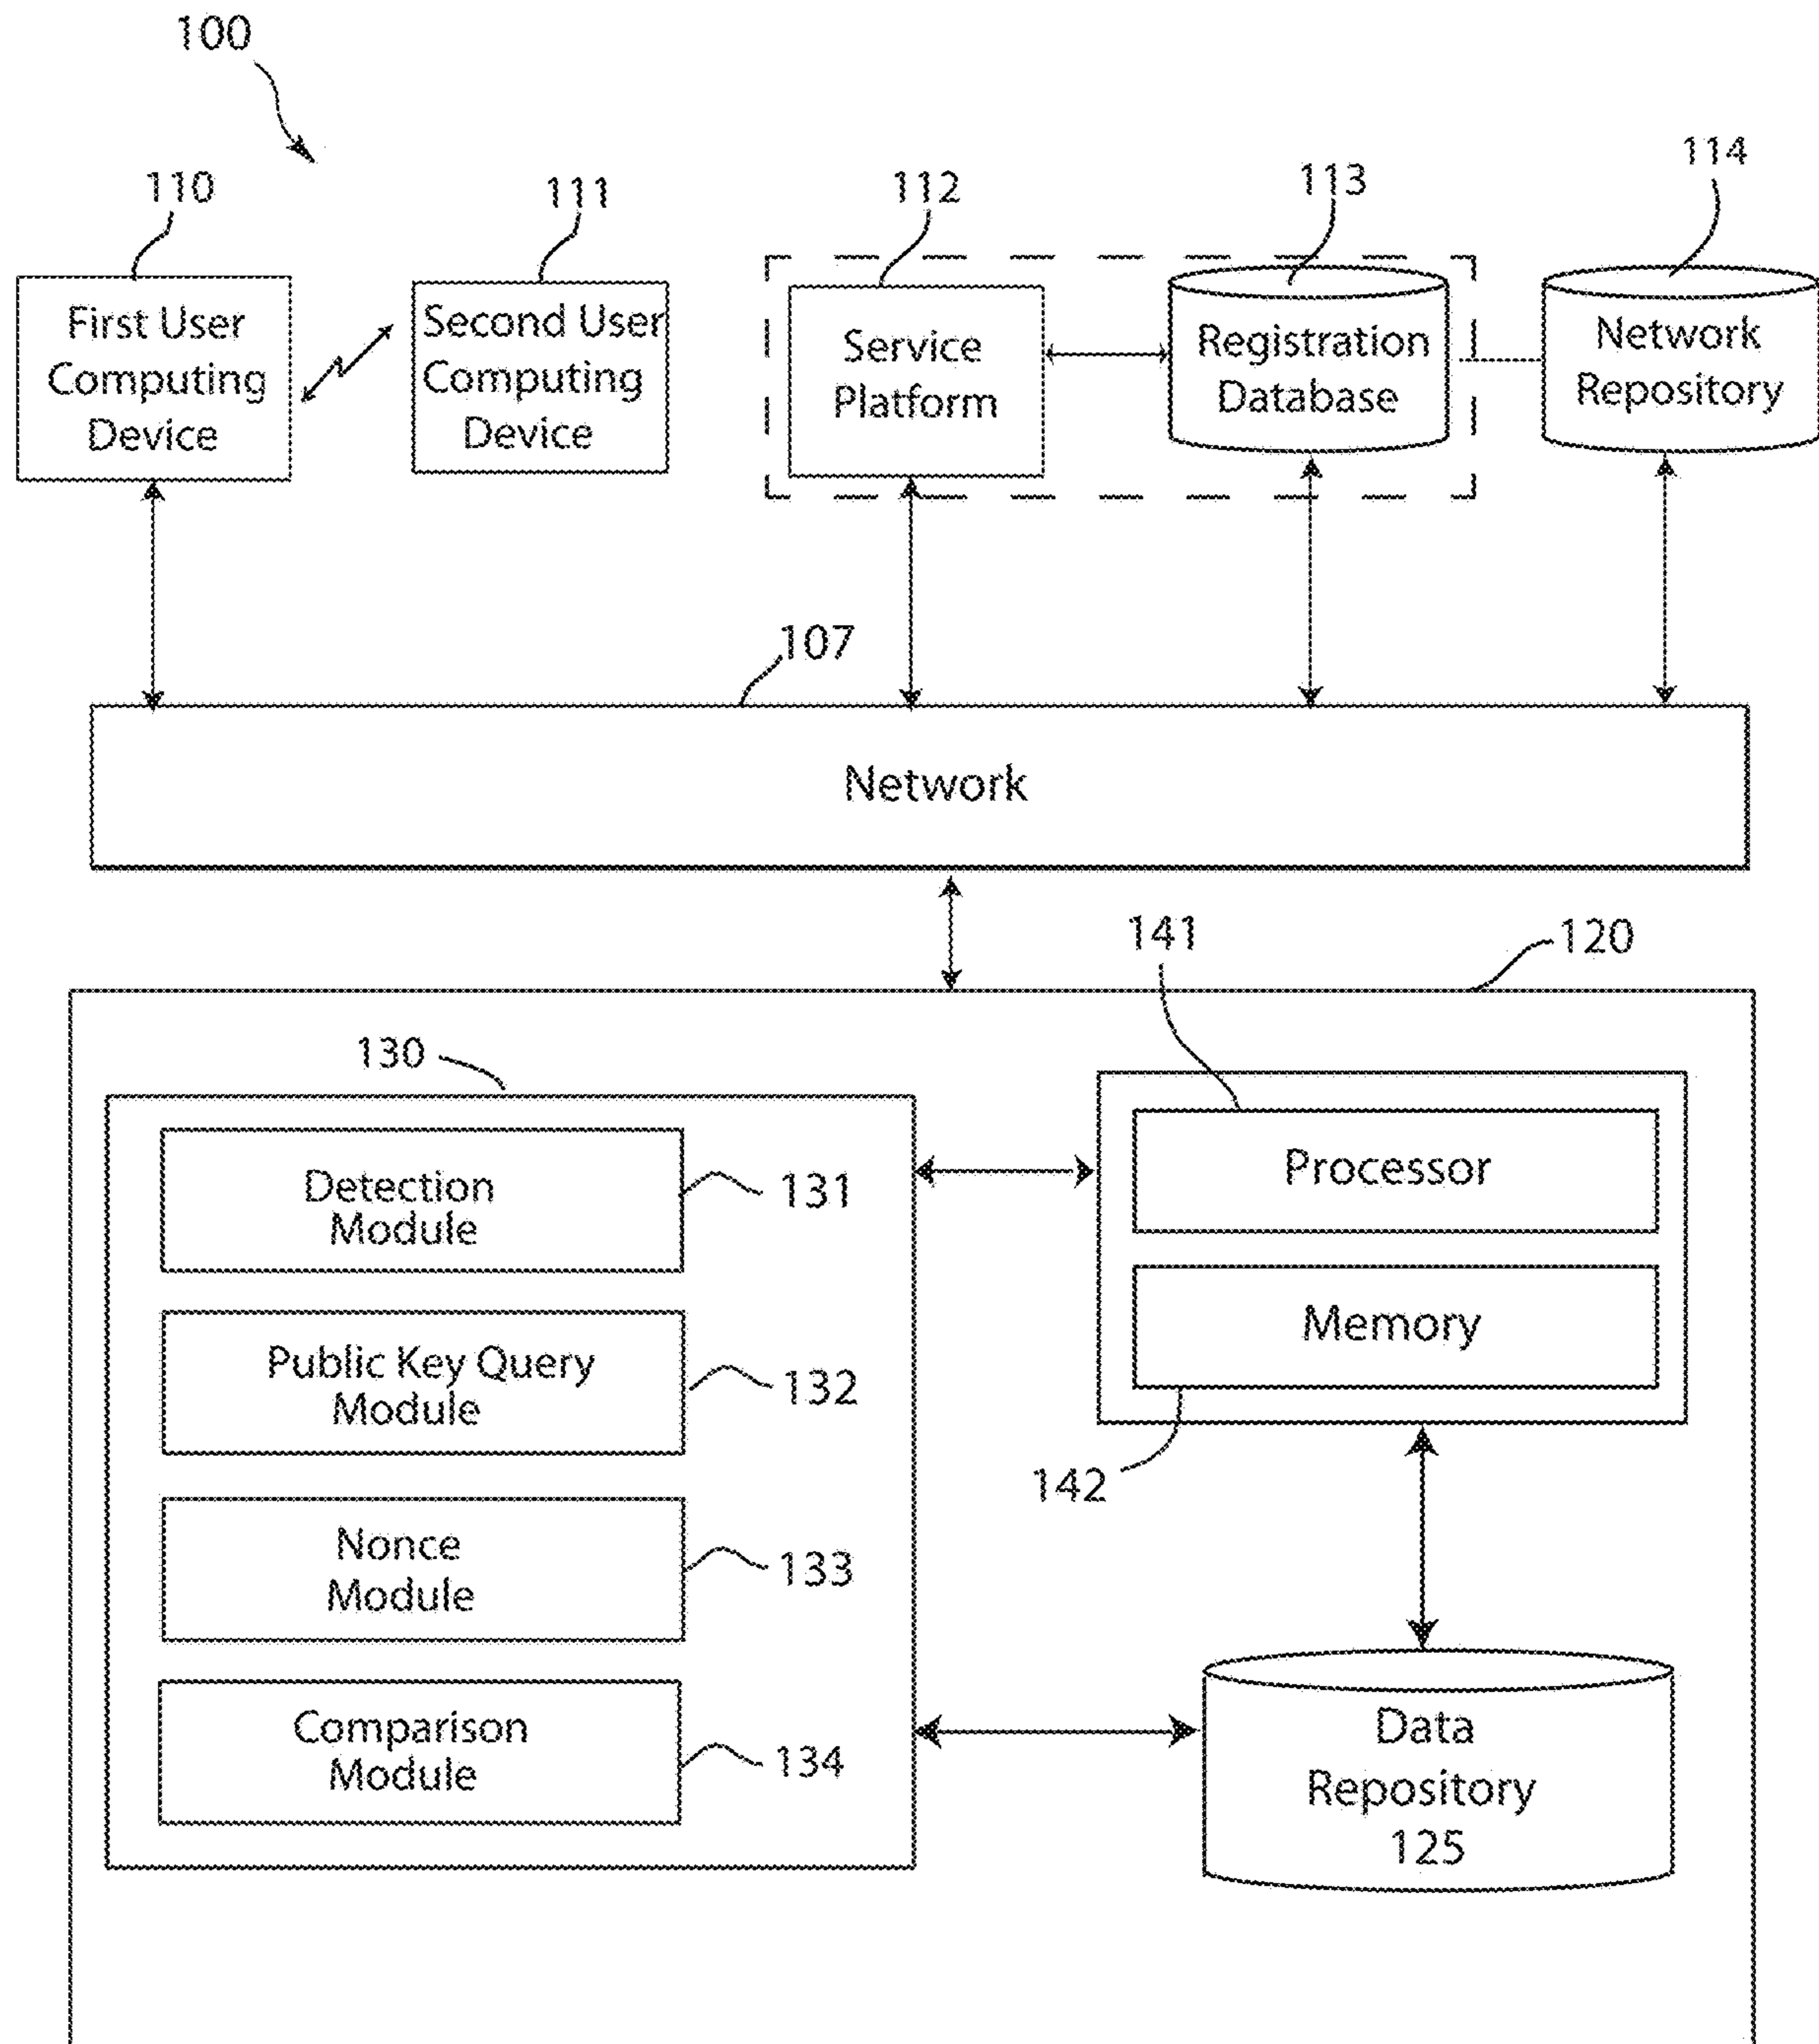 100
110
111
112
113
114
First User
Computing
Device
Second User
Computing
Device
Service
Platform
Registration
Database
Network
Repository
107
Network
120
141
130
Processor
Memory
142
Detection
Module
131
Public Key Query
Module
132
Nonce
Module
133
Comparison
Module
134
Data
Repository
125